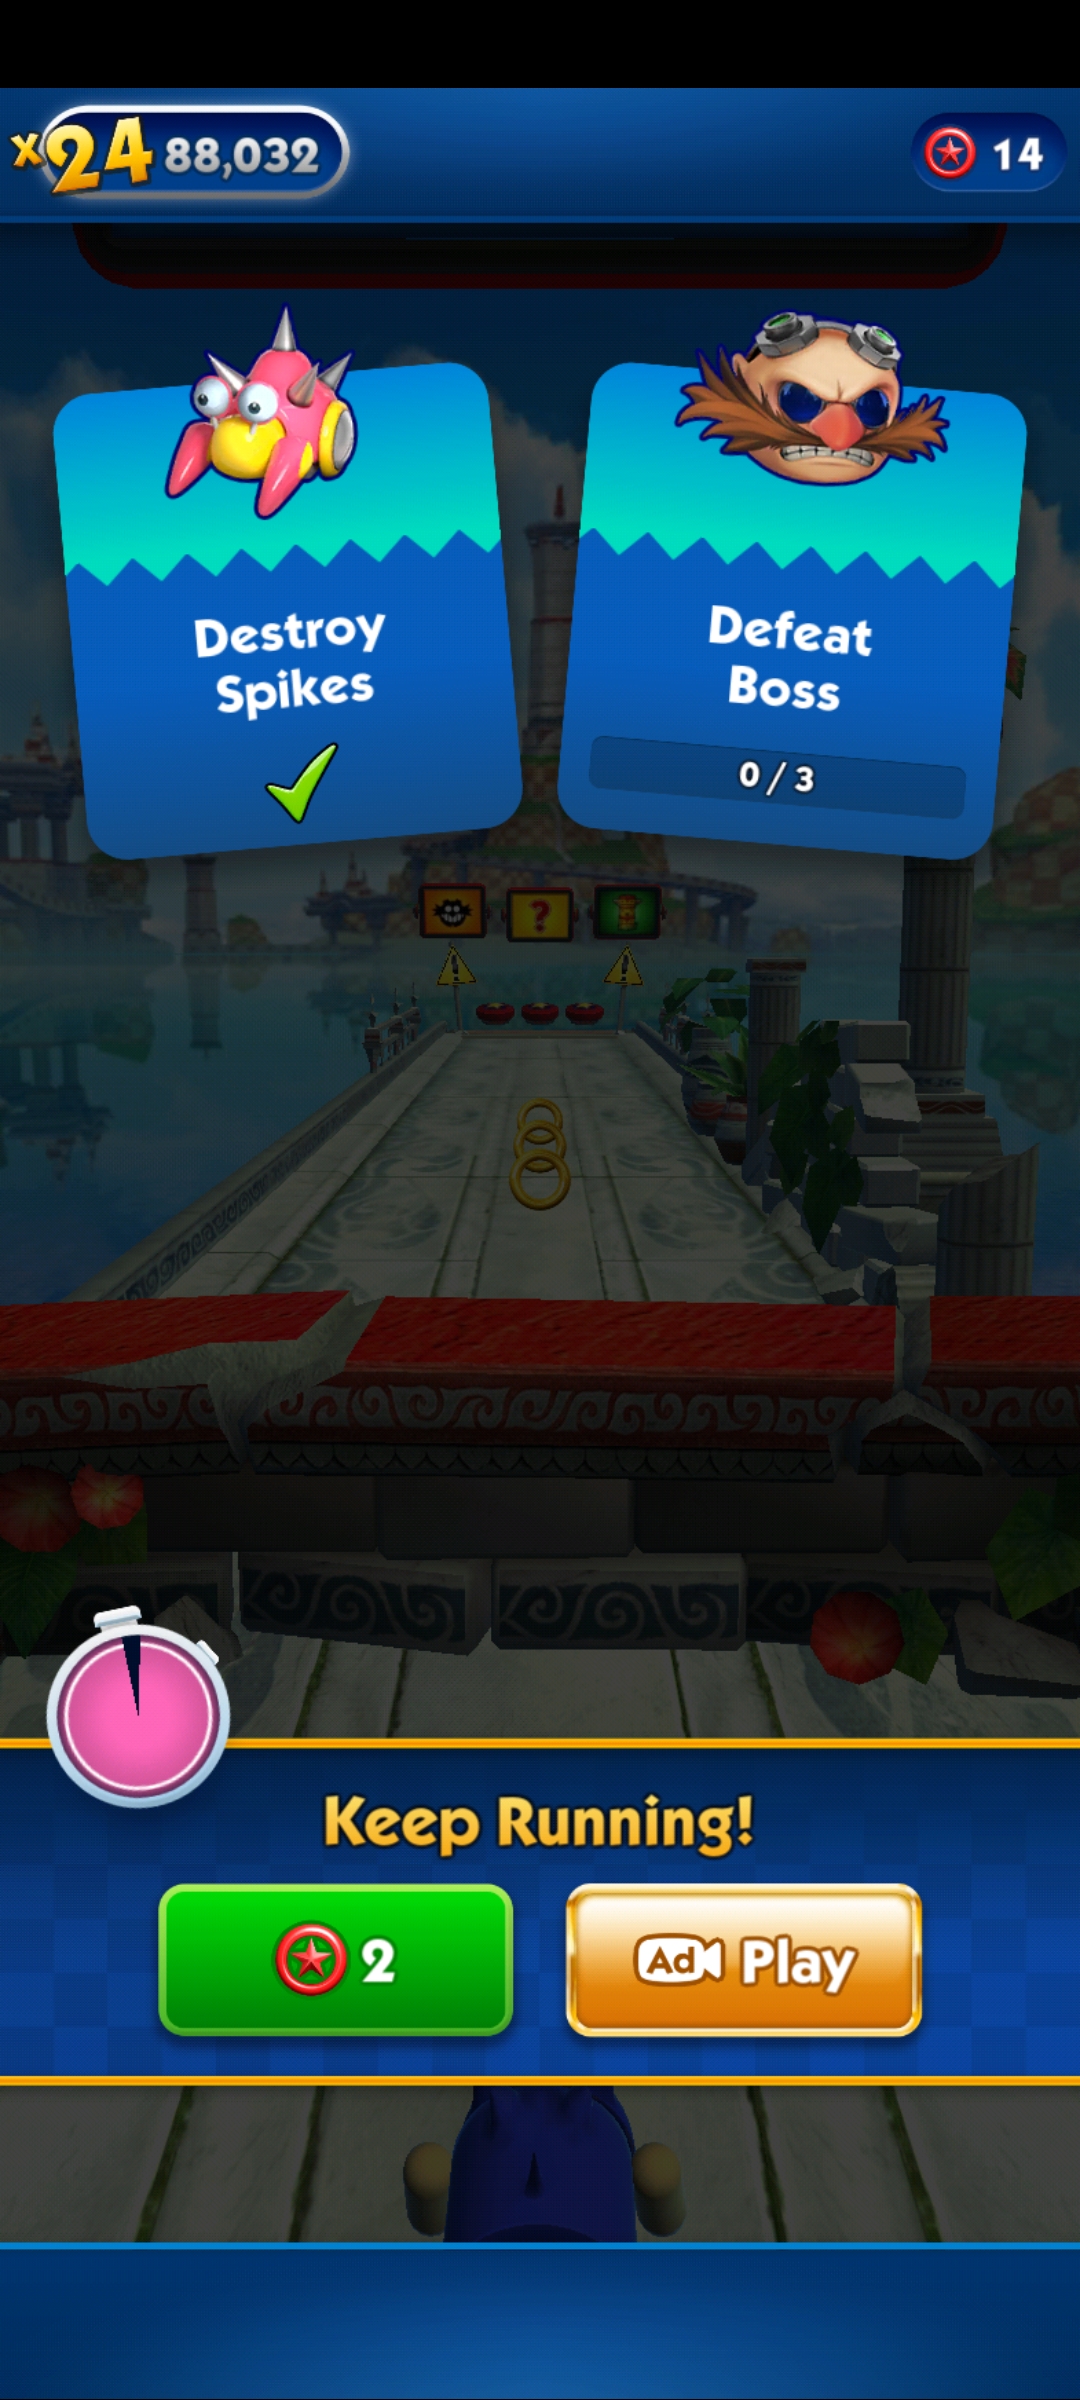 x24 88,032
14
Destroy
Spikes
Defeat
Boss
0 / 3
?
! !
Keep Running!
2
Ad Play